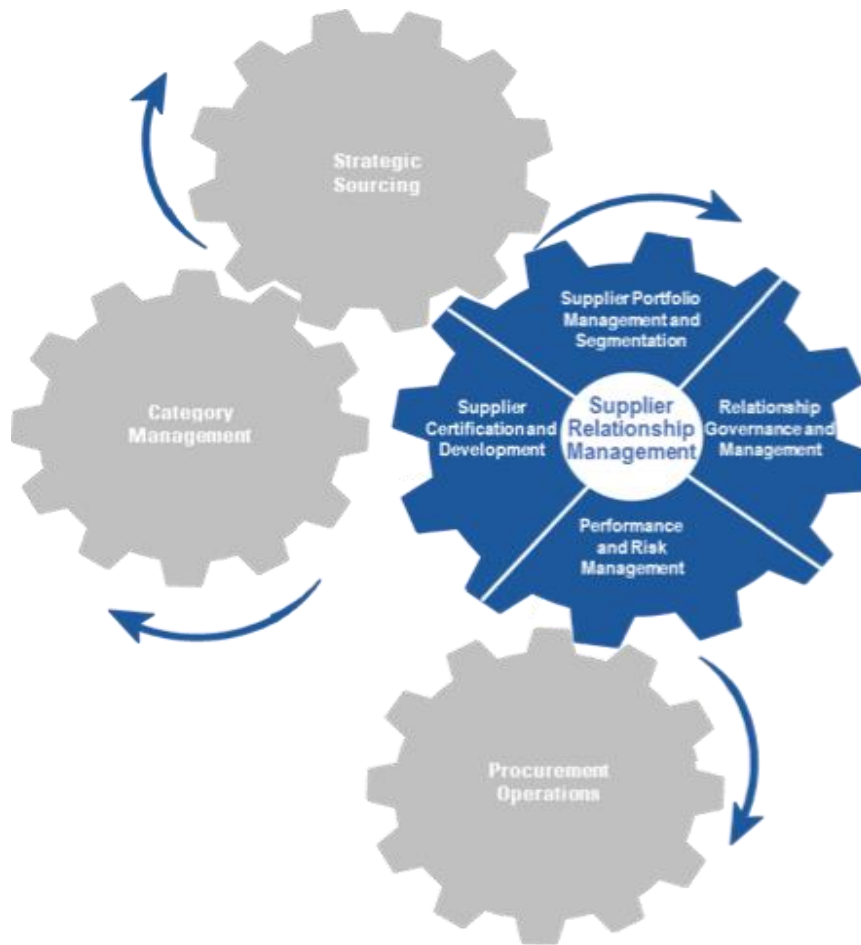 Strategic
Sourcing
Supplier Portfolio
Management and
Segmentation
Category
Management
Supplier
Certification and
Development
Supplier
Relationship
Management
Relationship
Governance and
Management
Performance
and Risk
Management
Procurement
Operations